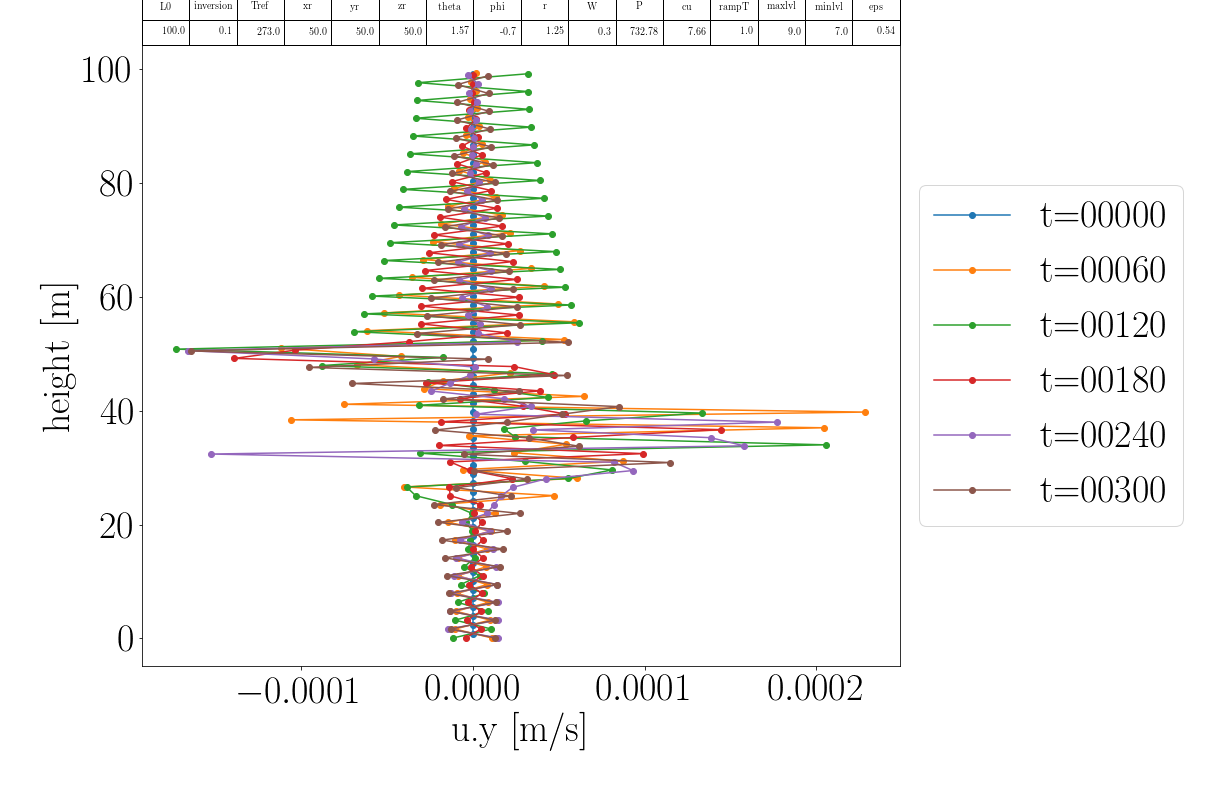 L0 inversion Tref xr yr zr theta phi r W P cu rampT maxlvl minlvl eps
100.0 0.1 273.0 50.0 50.0 50.0 1.57 -0.7 1.25 0.3 732.78 7.66 1.0 9.0 7.0 0.54
100
80
60
40
20
0
height [m]
−0.0001 0.0000 0.0001 0.0002
u.y [m/s]
t=00000
t=00060
t=00120
t=00180
t=00240
t=00300